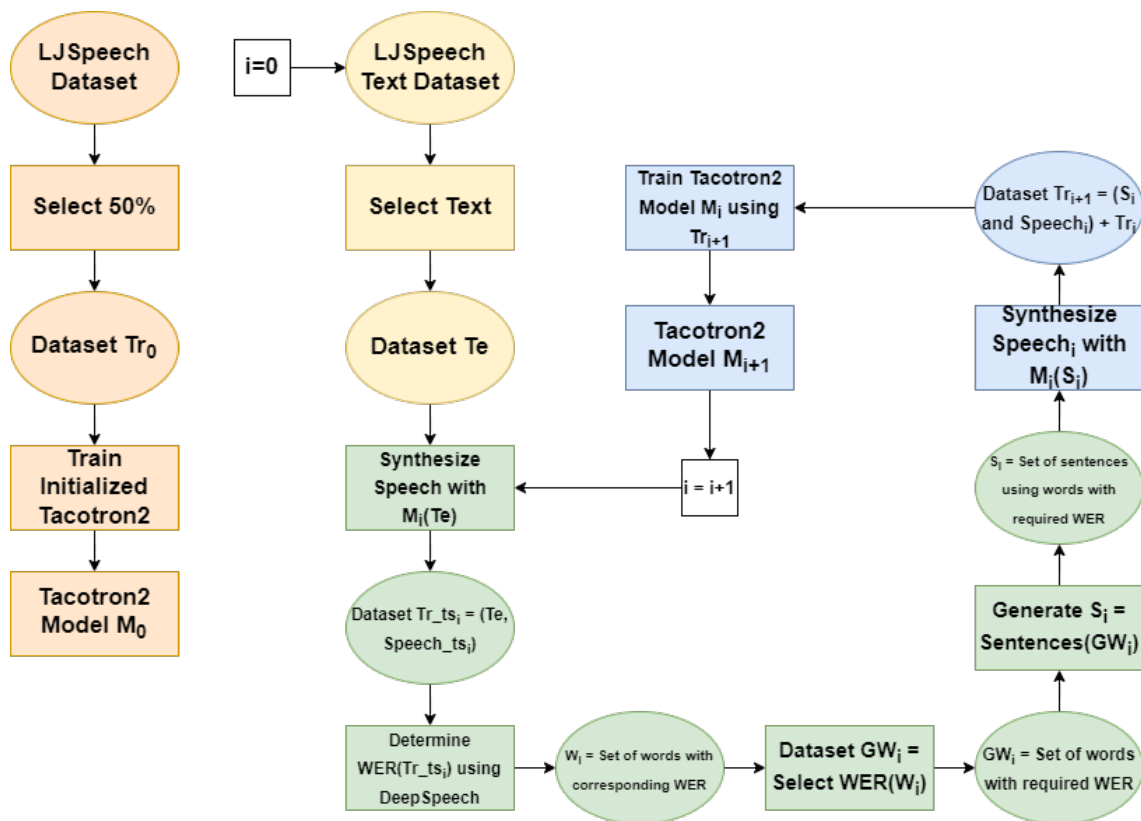 LJSpeech
Dataset
Select 50%
Dataset Tr₀
Train
Initialized
Tacotron2
Tacotron2
Model M₀
i=0
LJSpeech
Text Dataset
Select Text
Dataset Te
Synthesize
Speech with
Mᵢ(Te)
Dataset Tr_tsᵢ = (Te,
Speech_tsᵢ)
Determine
WER(Tr_tsᵢ) using
DeepSpeech
Wᵢ = Set of words with
corresponding WER
Dataset GWᵢ =
Select WER(Wᵢ)
GWᵢ = Set of words
with required WER
Generate Sᵢ =
Sentences(GWᵢ)
Sᵢ = Set of sentences
using words with
required WER
Synthesize
Speechᵢ with
Mᵢ(Sᵢ)
Dataset Trᵢ₊₁ = (Sᵢ
and Speechᵢ) + Trᵢ
Train Tacotron2
Model Mᵢ using
Trᵢ₊₁
Tacotron2
Model Mᵢ₊₁
i = i+1